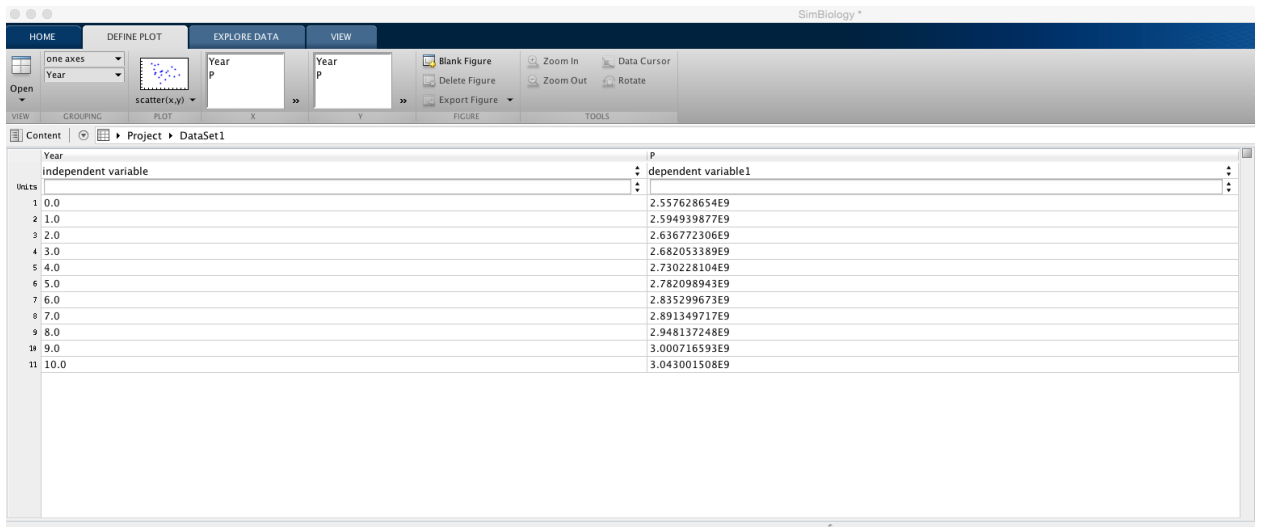 SimBiology *
HOME DEFINE PLOT EXPLORE DATA VIEW
one axes Year Year Blank Figure Zoom In Data Cursor
Year P P Delete Figure Zoom Out Rotate
Open scatter(x,y) » » Export Figure
VIEW GROUPING PLOT X Y FIGURE TOOLS
Content Project DataSet1
Year P
independent variable dependent variable1
Units
1 0.0 2.557628654E9
2 1.0 2.594939877E9
3 2.0 2.636772306E9
4 3.0 2.682053389E9
5 4.0 2.730228104E9
6 5.0 2.782098943E9
7 6.0 2.835299673E9
8 7.0 2.891349717E9
9 8.0 2.948137248E9
10 9.0 3.000716593E9
11 10.0 3.043001508E9